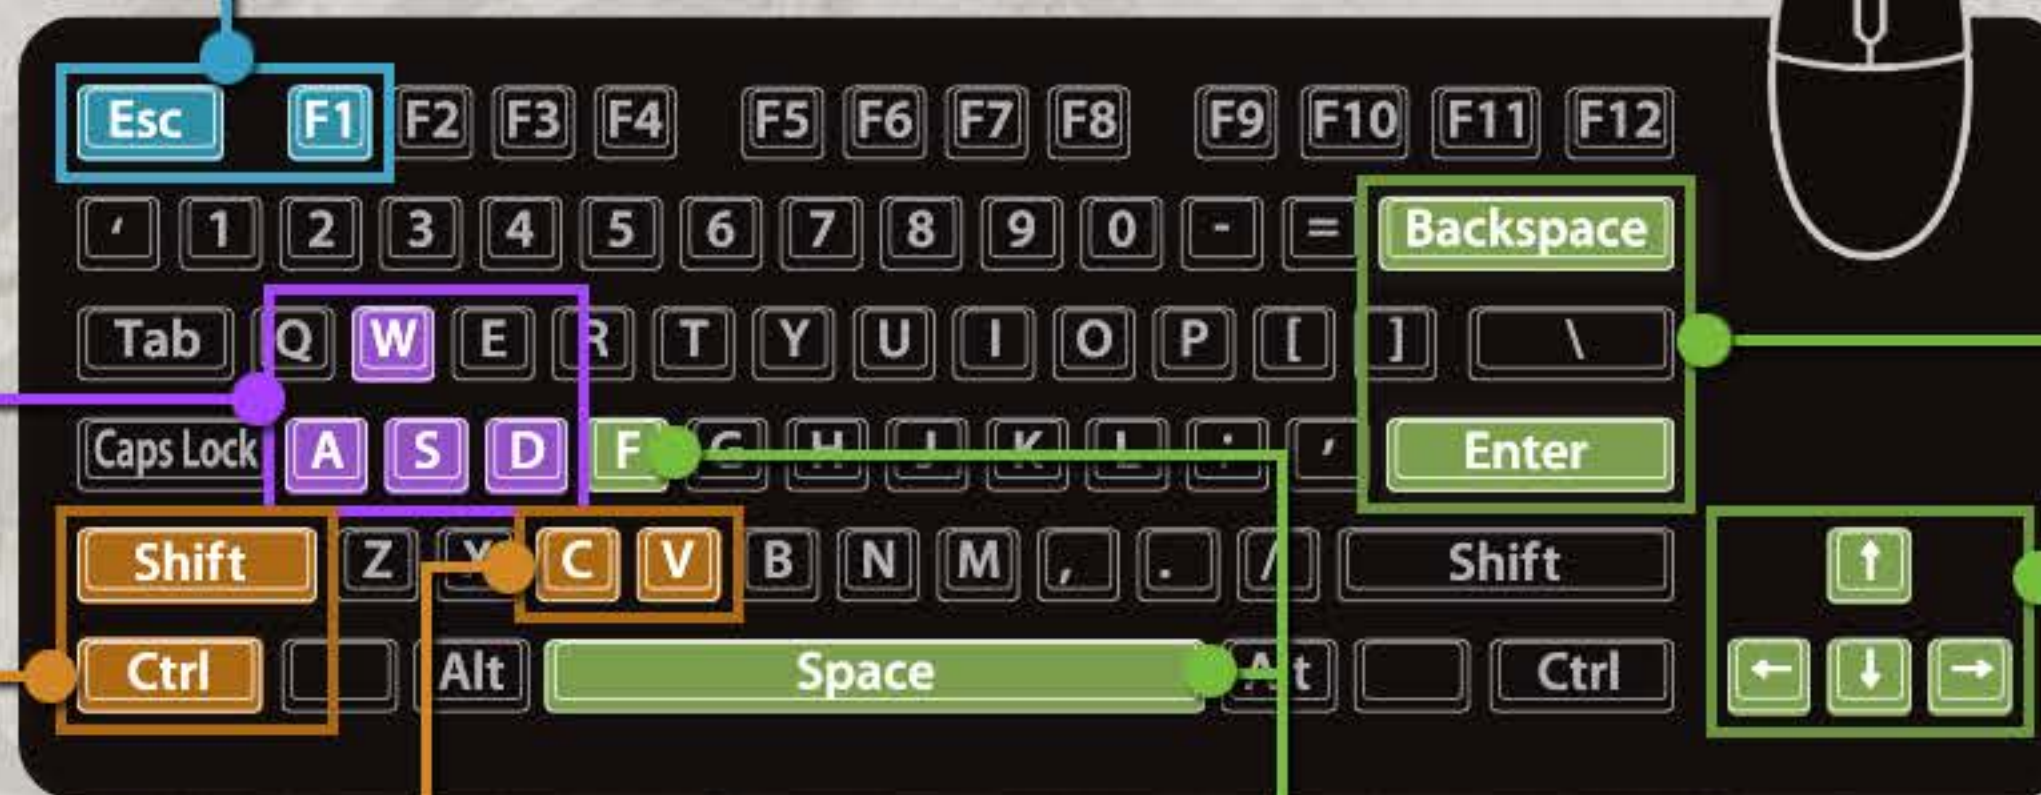 Esc F1 F2 F3 F4 F5 F6 F7 F8 F9 F10 F11 F12
' 1 2 3 4 5 6 7 8 9 0 - = Backspace
Tab Q W E R T Y U I O P [ ] \
Caps Lock A S D F G H J K L ; ' Enter
Shift Z C V B N M , . / Shift ↑
Ctrl Alt Space Alt Ctrl ← ↓ →